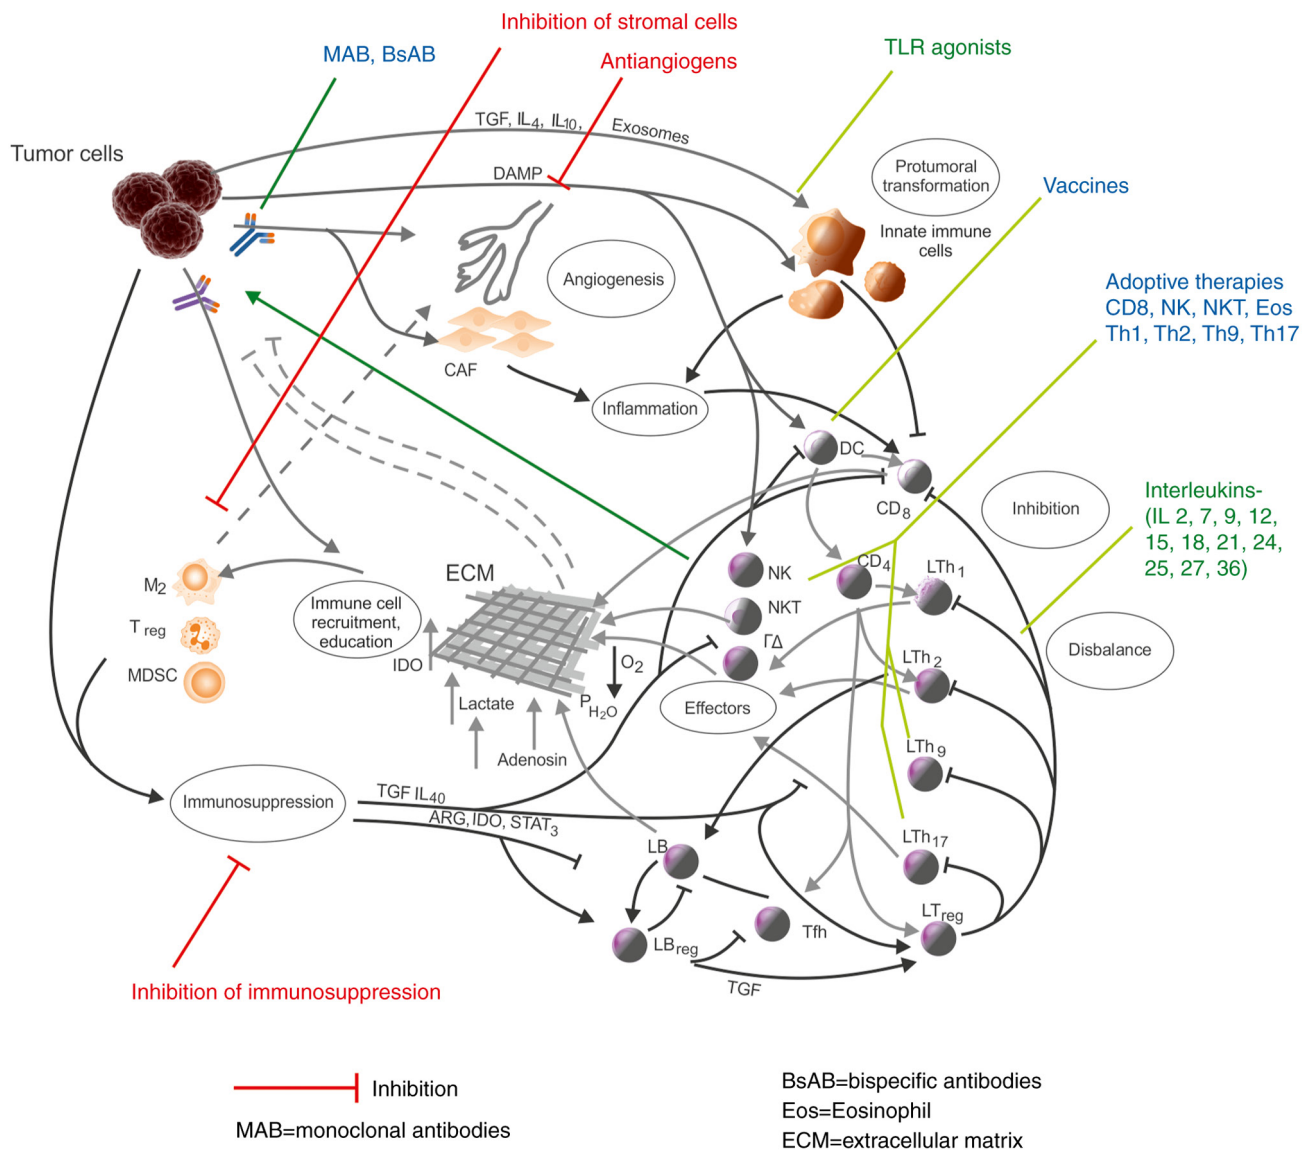 Inhibition of stromal cells
MAB, BsAB
Antiangiogens
TLR agonists
TGF, IL4, IL10, Exosomes
Tumor cells
DAMP
Protumoral
transformation
Vaccines
Innate immune
cells
Angiogenesis
Adoptive therapies
CD8, NK, NKT, Eos
Th1, Th2, Th9, Th17
CAF
Inflammation
DC
CD8
Inhibition
Interleukins-
(IL 2, 7, 9, 12,
15, 18, 21, 24,
25, 27, 36)
ECM
NK
CD4
LTh1
M2
Immune cell
recruitment,
education
NKT
T reg
ΓΔ
IDO
O2
LTh2
Disbalance
MDSC
Lactate
PH2O
Effectors
Adenosin
LTh9
Immunosuppression
TGF IL40
ARG, IDO, STAT3
LB
LTh17
LTreg
Tfh
LBreg
TGF
Inhibition of immunosuppression
Inhibition
MAB=monoclonal antibodies
BsAB=bispecific antibodies
Eos=Eosinophil
ECM=extracellular matrix